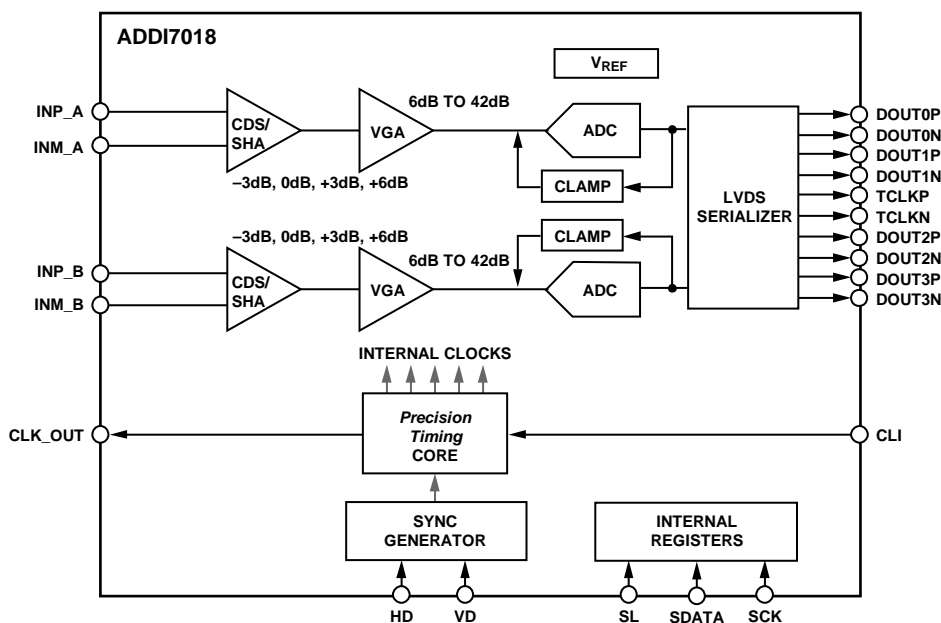 ADDI7018
V_REF
INP_A
INM_A
CDS/
SHA
–3dB, 0dB, +3dB, +6dB
VGA
6dB TO 42dB
ADC
CLAMP
–3dB, 0dB, +3dB, +6dB
INP_B
INM_B
CDS/
SHA
VGA
6dB TO 42dB
CLAMP
ADC
LVDS
SERIALIZER
DOUT0P
DOUT0N
DOUT1P
DOUT1N
TCLKP
TCLKN
DOUT2P
DOUT2N
DOUT3P
DOUT3N
INTERNAL CLOCKS
CLK_OUT
Precision
Timing
CORE
CLI
SYNC
GENERATOR
INTERNAL
REGISTERS
HD
VD
SL
SDATA
SCK